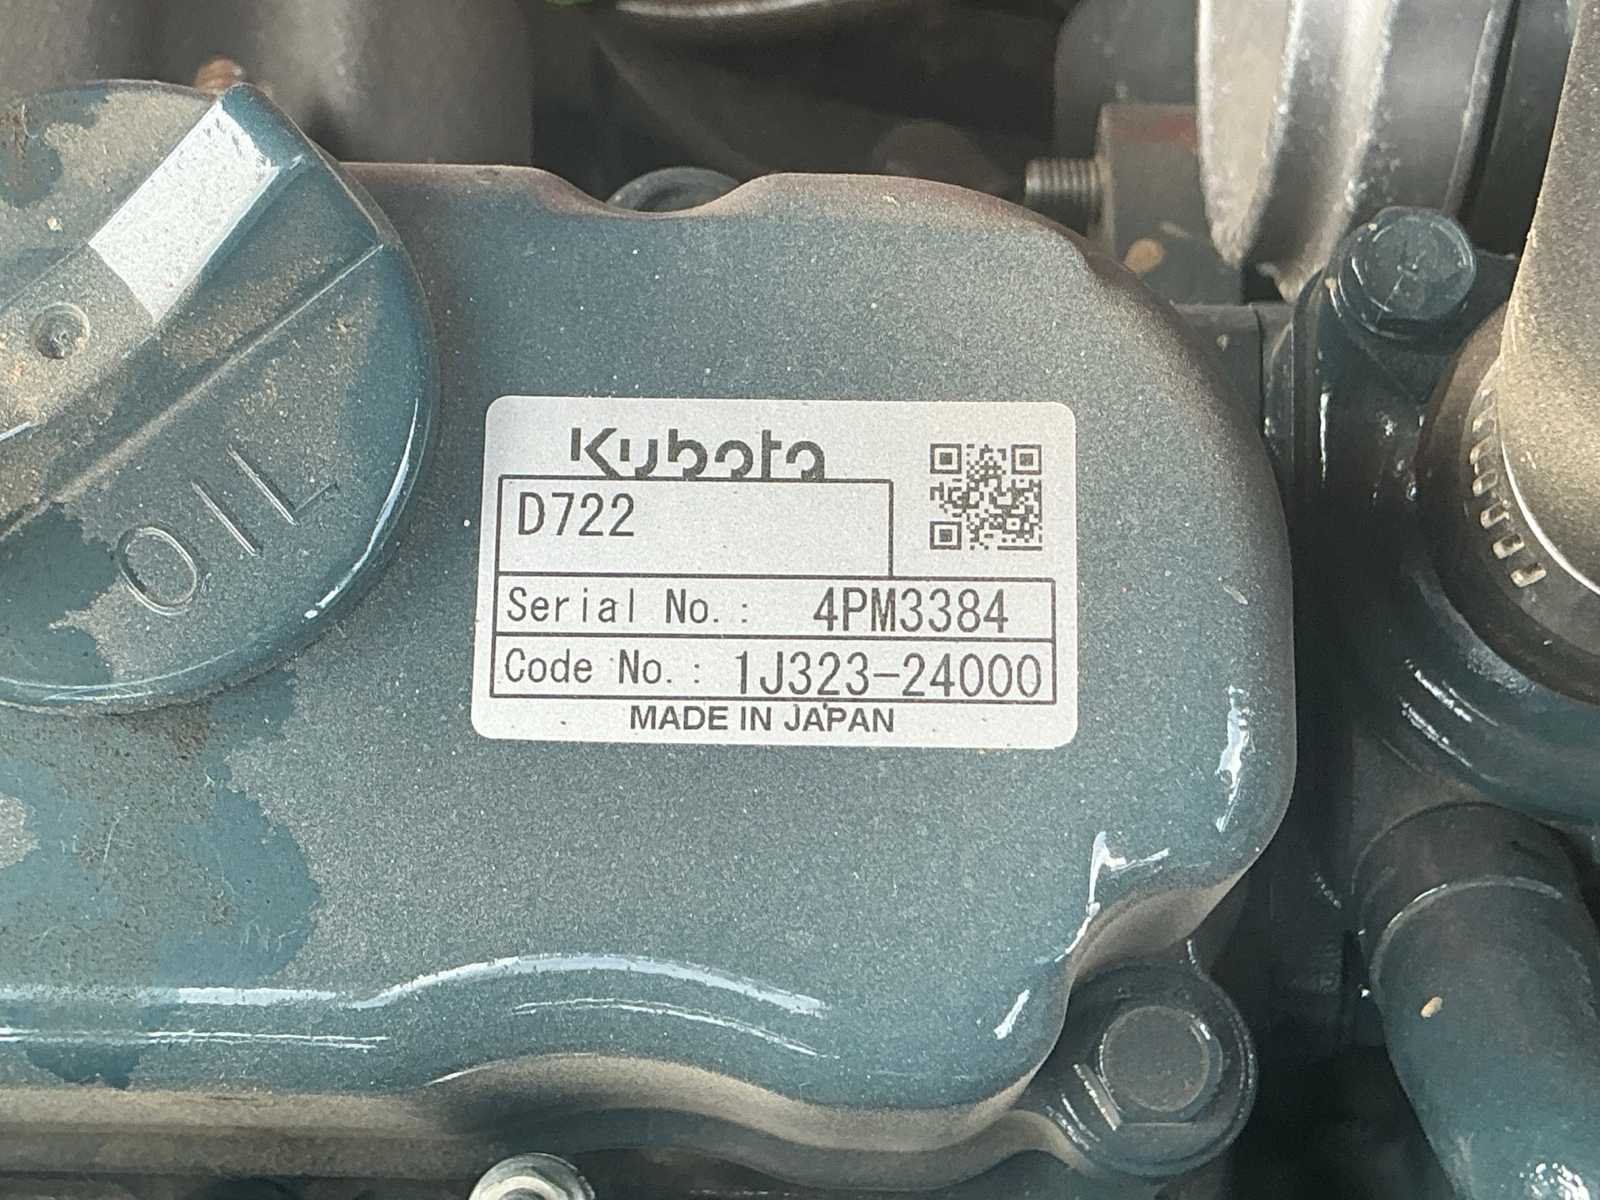 OIL
Kubota
D722
Serial No.: 4PM3384
Code No.: 1J323-24000
MADE IN JAPAN